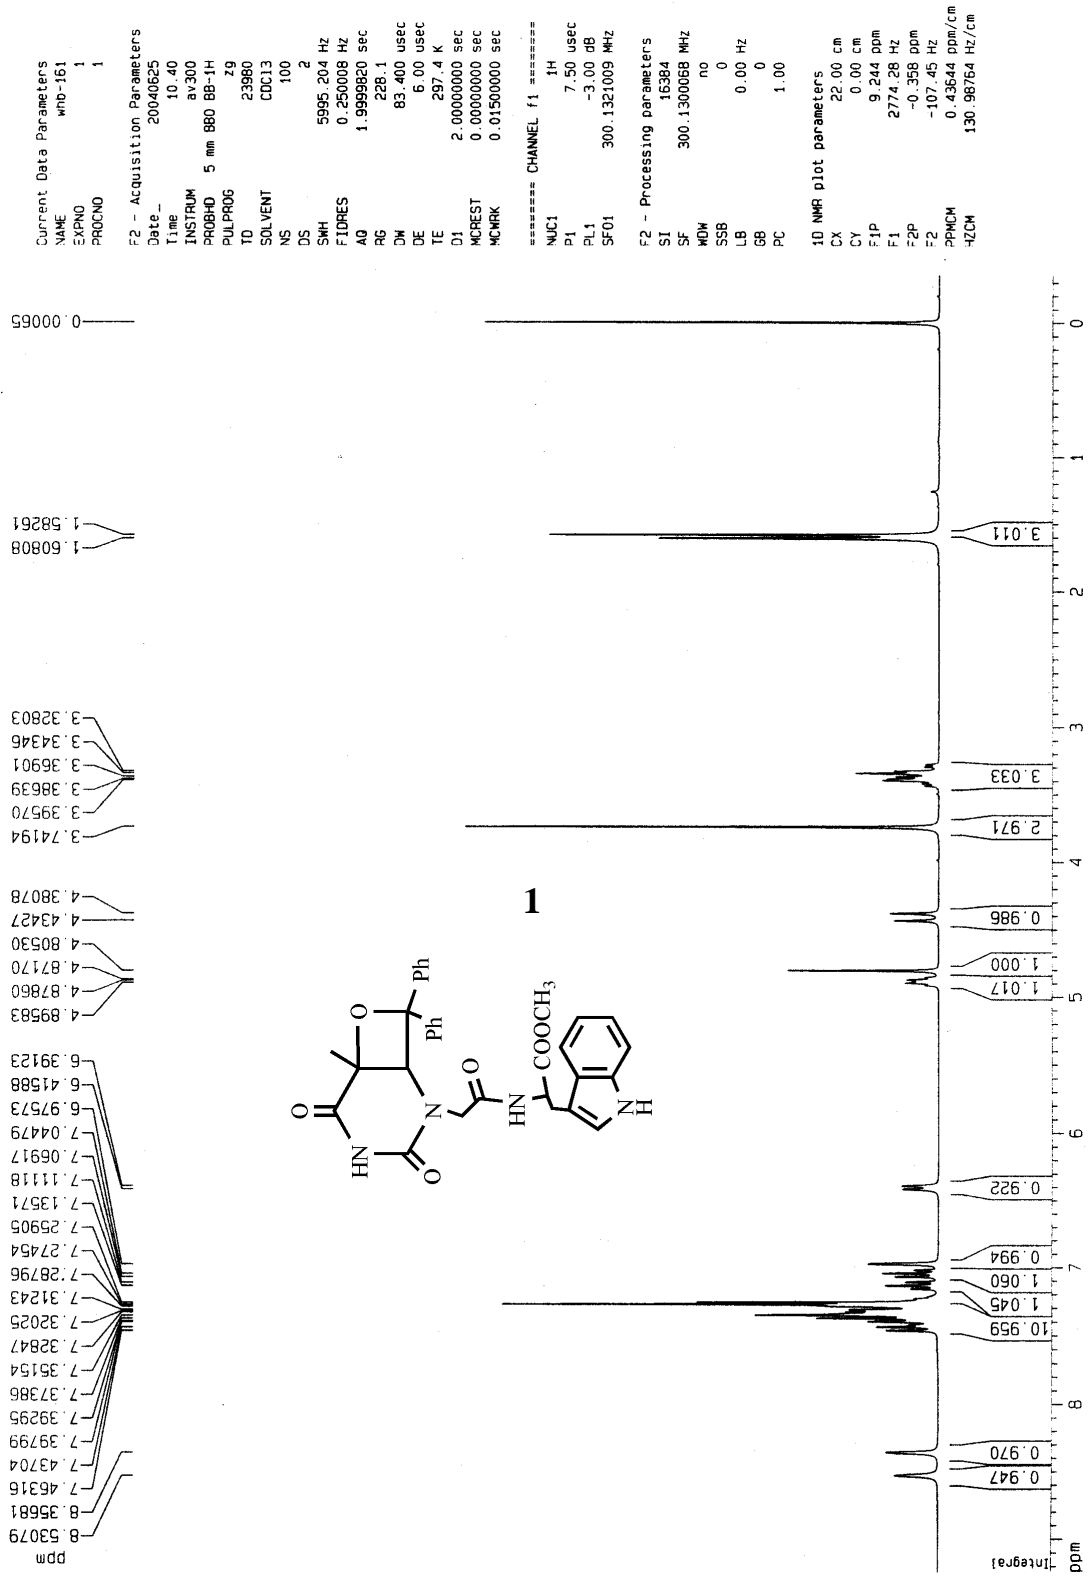 Current Data Parameters
NAME whb-161
EXPNO 1
PROCNO 1
F2 - Acquisition Parameters
Date_ 20040625
Time 10.40
INSTRUM av300
PROBHD 5 mm BBO BB-1H
PULPROG zg
TD 23980
SOLVENT CDCl3
NS 100
DS 2
SWH 5995.204 Hz
FIDRES 0.250008 Hz
AQ 1.9999820 sec
RG 228.1
DW 83.400 usec
DE 6.00 usec
TE 297.4 K
D1 2.00000000 sec
MCREST 0.00000000 sec
MCWRK 0.01500000 sec
======== CHANNEL f1 ========
NUC1 1H
P1 7.50 usec
PL1 -3.00 dB
SFO1 300.1321009 MHz
F2 - Processing parameters
SI 16384
SF 300.1300068 MHz
WDW no
SSB 0
LB 0.00 Hz
GB 0
PC 1.00
1D NMR plot parameters
CX 22.00 cm
CY 0.00 cm
F1P 9.244 ppm
F1 2774.28 Hz
F2P -0.358 ppm
F2 -107.45 Hz
PPMCM 0.43644 ppm/cm
HZCM 130.98764 Hz/cm
ppm
8.53079
8.35681
7.46316
7.43704
7.39799
7.39295
7.37386
7.35154
7.32847
7.32025
7.31243
7.28796
7.27454
7.25905
7.13571
7.11118
7.06917
7.04479
6.97573
6.41588
6.39123
4.89583
4.87860
4.87170
4.80530
4.43427
4.38078
3.74194
3.39570
3.38639
3.36901
3.34346
3.32803
1.60808
1.58261
0.00065
1
O
HN
O
N
O
Ph
Ph
O
HN
COOCH3
N
H
Integral
0.947
0.970
10.959
1.045
1.060
0.994
0.922
1.017
1.000
0.986
2.971
3.033
3.011
ppm
8
7
6
5
4
3
2
1
0